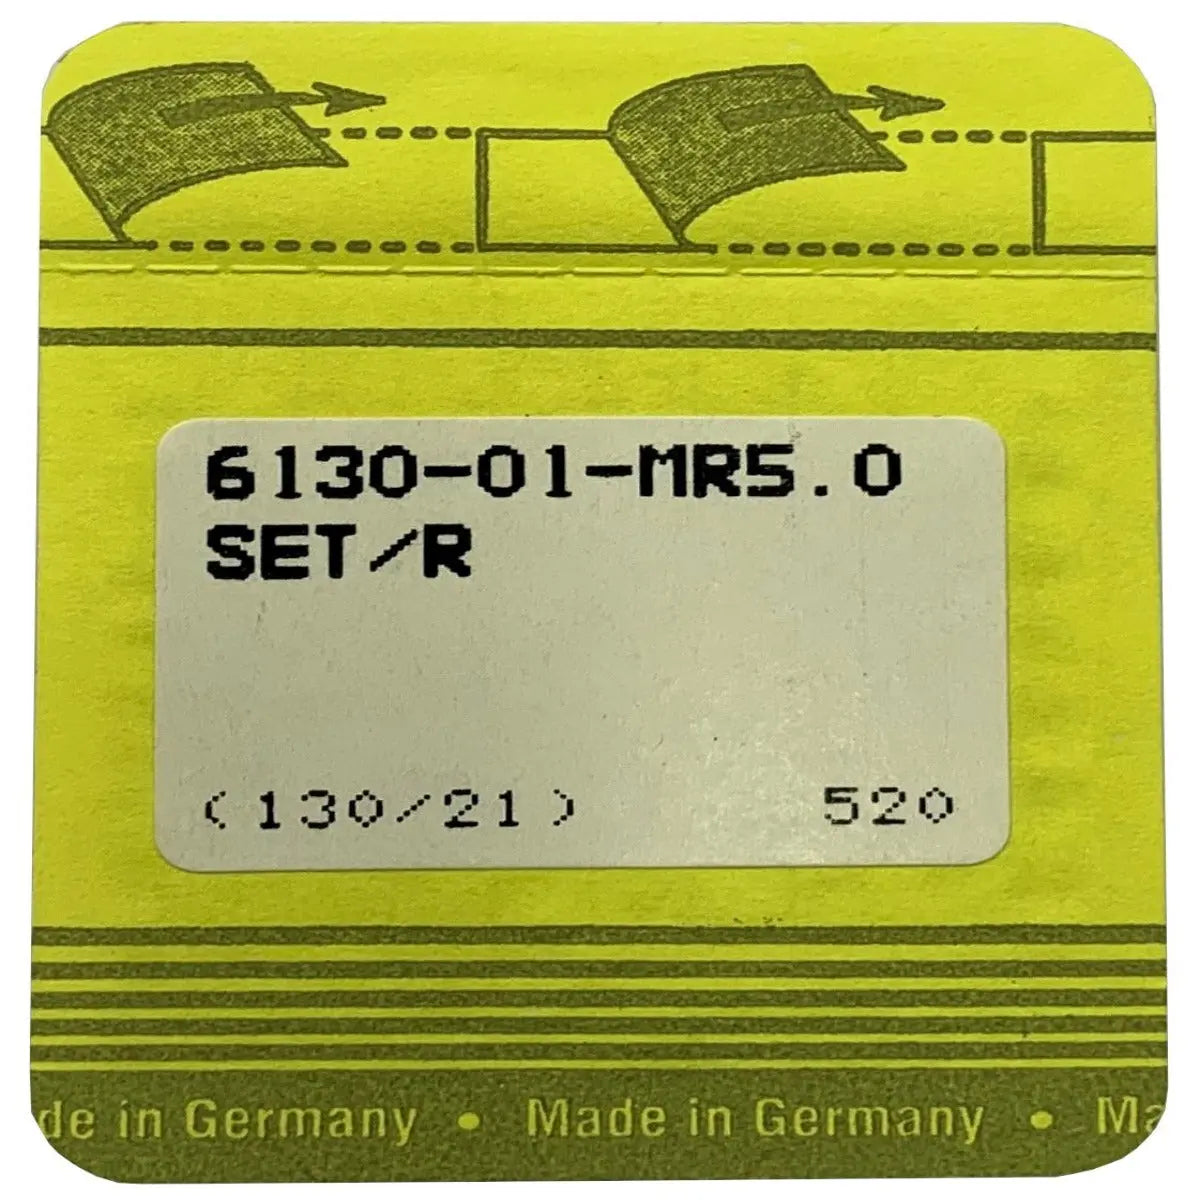 6130-01-MR5.0
SET/R
(130/21) 520
de in Germany • Made in Germany • Ma